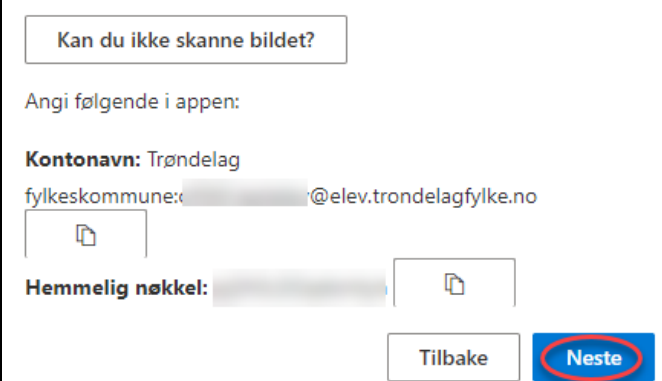 Kan du ikke skanne bildet?
Angi følgende i appen:
Kontonavn: Trøndelag
fylkeskommune: @elev.trondelagfylke.no
Hemmelig nøkkel:
Tilbake
Neste